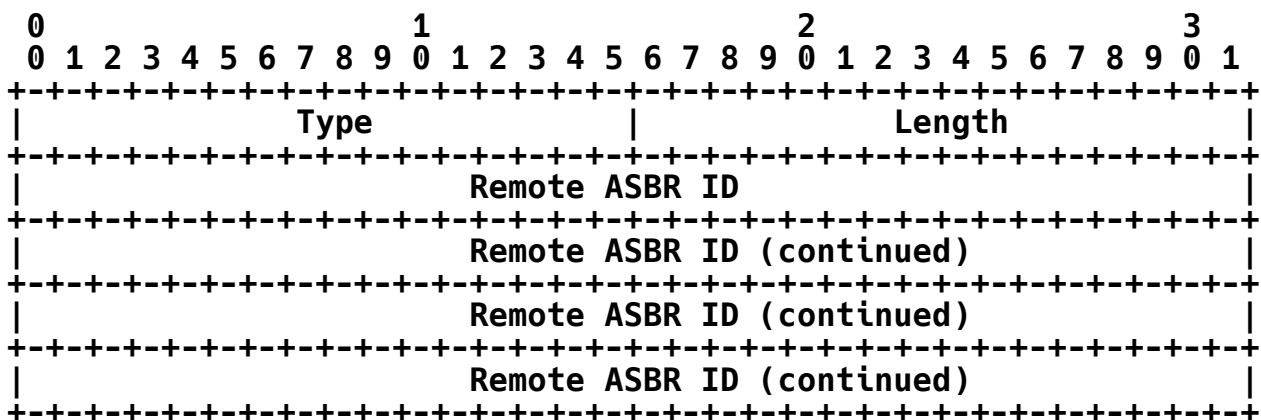 0                   1                   2                   3
 0 1 2 3 4 5 6 7 8 9 0 1 2 3 4 5 6 7 8 9 0 1 2 3 4 5 6 7 8 9 0 1
+-+-+-+-+-+-+-+-+-+-+-+-+-+-+-+-+-+-+-+-+-+-+-+-+-+-+-+-+-+-+-+-+
|              Type             |             Length            |
+-+-+-+-+-+-+-+-+-+-+-+-+-+-+-+-+-+-+-+-+-+-+-+-+-+-+-+-+-+-+-+-+
|                       Remote ASBR ID                          |
+-+-+-+-+-+-+-+-+-+-+-+-+-+-+-+-+-+-+-+-+-+-+-+-+-+-+-+-+-+-+-+-+
|                       Remote ASBR ID (continued)              |
+-+-+-+-+-+-+-+-+-+-+-+-+-+-+-+-+-+-+-+-+-+-+-+-+-+-+-+-+-+-+-+-+
|                       Remote ASBR ID (continued)              |
+-+-+-+-+-+-+-+-+-+-+-+-+-+-+-+-+-+-+-+-+-+-+-+-+-+-+-+-+-+-+-+-+
|                       Remote ASBR ID (continued)              |
+-+-+-+-+-+-+-+-+-+-+-+-+-+-+-+-+-+-+-+-+-+-+-+-+-+-+-+-+-+-+-+-+